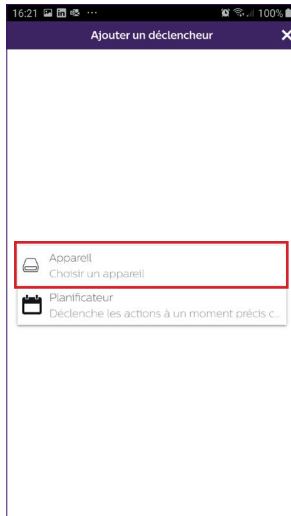 16:21 ... 100%
Ajouter un déclencheur
Appareil
Choisir un appareil
Planificateur
Déclenche les actions à un moment précis c...